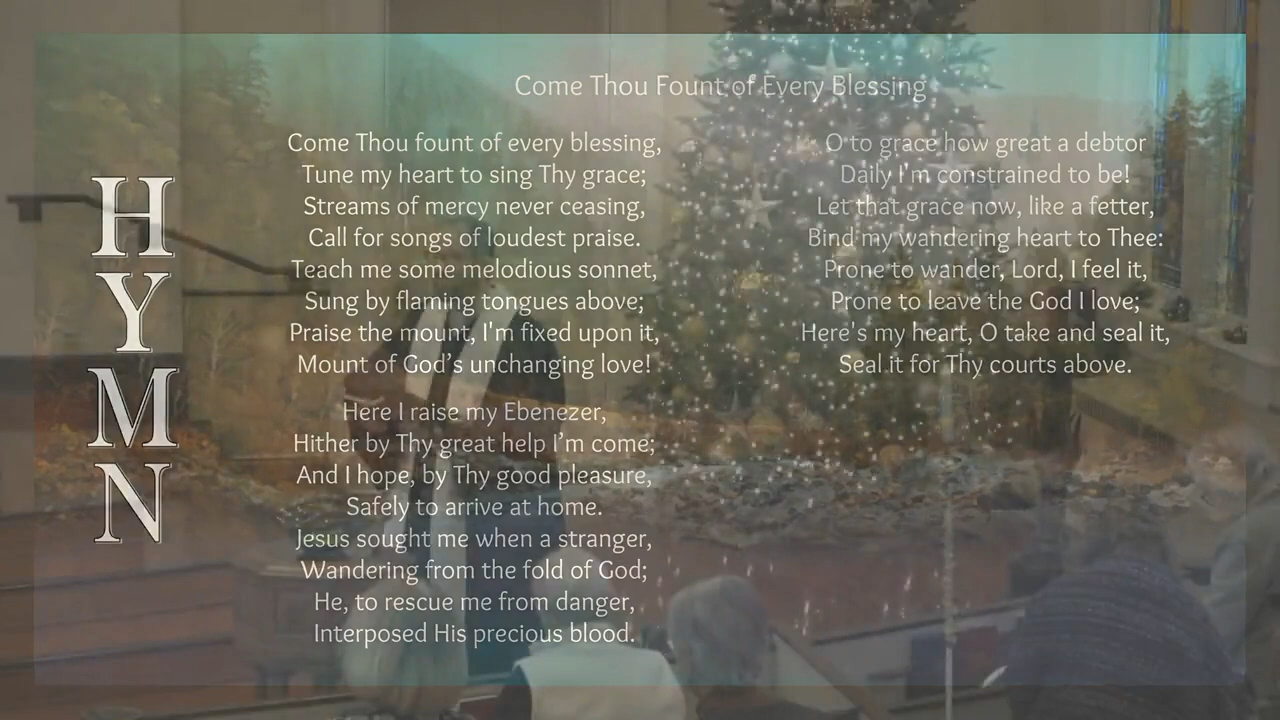 HYMN
Come Thou Fount of Every Blessing
Come Thou fount of every blessing,
Tune my heart to sing Thy grace;
Streams of mercy never ceasing,
Call for songs of loudest praise.
Teach me some melodious sonnet,
Sung by flaming tongues above;
Praise the mount, I'm fixed upon it,
Mount of God's unchanging love!
Here I raise my Ebenezer,
Hither by Thy great help I'm come;
And I hope, by Thy good pleasure,
Safely to arrive at home.
Jesus sought me when a stranger,
Wandering from the fold of God;
He, to rescue me from danger,
Interposed His precious blood.
O to grace how great a debtor
Daily I'm constrained to be!
Let that grace now, like a fetter,
Bind my wandering heart to Thee:
Prone to wander, Lord, I feel it,
Prone to leave the God I love;
Here's my heart, O take and seal it,
Seal it for Thy courts above.